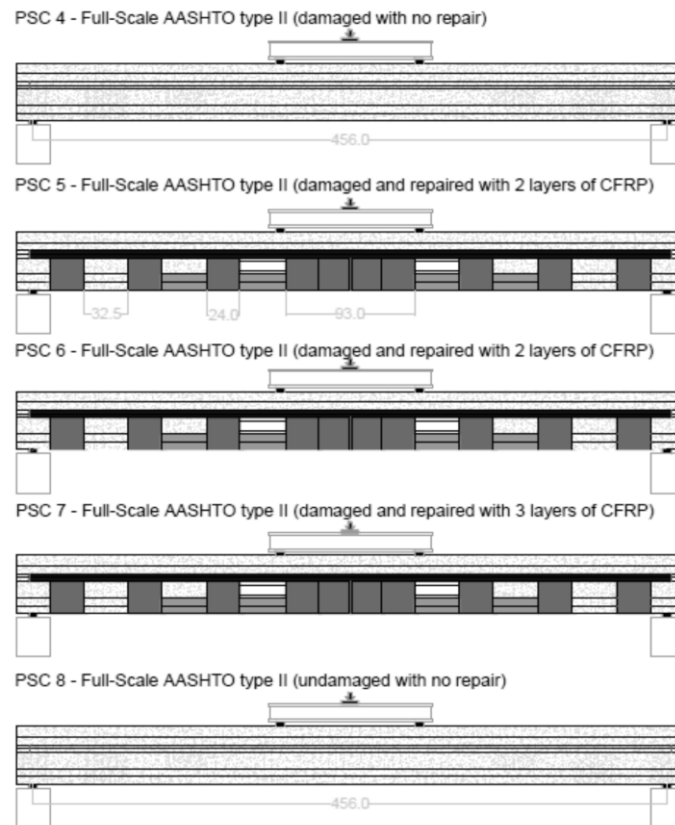 PSC 4 - Full-Scale AASHTO type II (damaged with no repair)
456.0
PSC 5 - Full-Scale AASHTO type II (damaged and repaired with 2 layers of CFRP)
32.5 24.0 93.0
PSC 6 - Full-Scale AASHTO type II (damaged and repaired with 2 layers of CFRP)
PSC 7 - Full-Scale AASHTO type II (damaged and repaired with 3 layers of CFRP)
PSC 8 - Full-Scale AASHTO type II (undamaged with no repair)
456.0